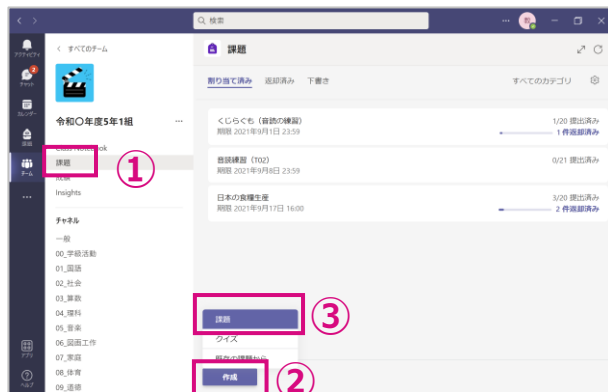 検索
アクティビティ
チャット
2
カレンダー
課題
チーム
アプリ
ヘルプ
すべてのチーム
令和〇年度5年1組
Class Notebook
課題
成績
Insights
チャネル
一般
00_学級活動
01_国語
02_社会
03_算数
04_理科
05_音楽
06_図画工作
07_家庭
08_体育
09_道徳
①
課題
割り当て済み 返却済み 下書き
すべてのカテゴリ
くじらぐも（音読の練習）
期限 2021年9月1日 23:59
1/20 提出済み
1 件返却済み
音読練習（T02）
期限 2021年9月8日 23:59
0/21 提出済み
日本の食糧生産
期限 2021年9月17日 16:00
3/20 提出済み
2 件返却済み
課題
③
クイズ
既存の課題から
作成
②